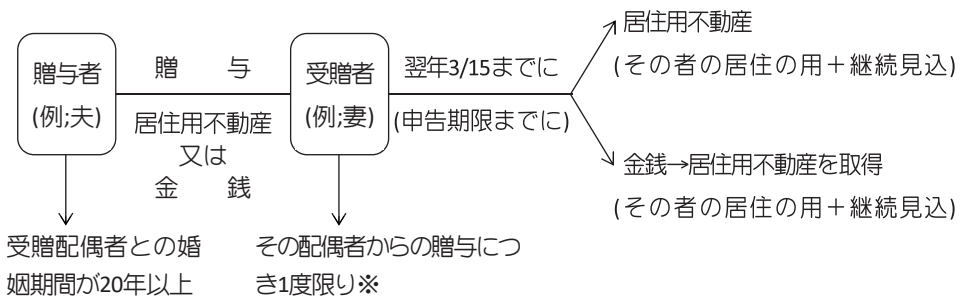 贈与者
(例;夫)
贈 与
居住用不動産
又は
金 銭
受贈者
(例;妻)
翌年3/15までに
(申告期限までに)
居住用不動産
(その者の居住の用＋継続見込)
金銭→居住用不動産を取得
(その者の居住の用＋継続見込)
受贈配偶者との婚
姻期間が20年以上
その配偶者からの贈与につ
き1度限り※